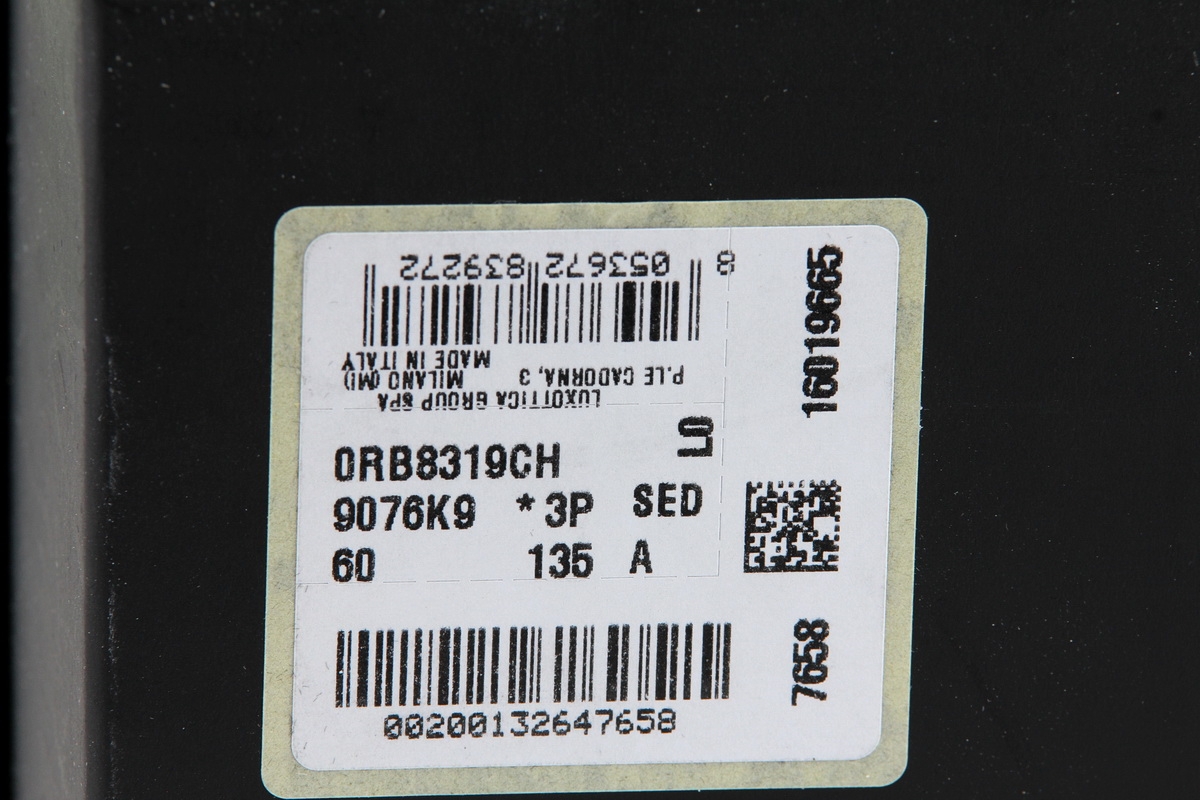 8 053672 839272
LUXOTTICA GROUP SPA
P.LE CADORNA, 3 MILANO (MI)
MADE IN ITALY
16019665
0RB8319CH
9076K9 *3P SED
60 135 A
7658
00200132647658